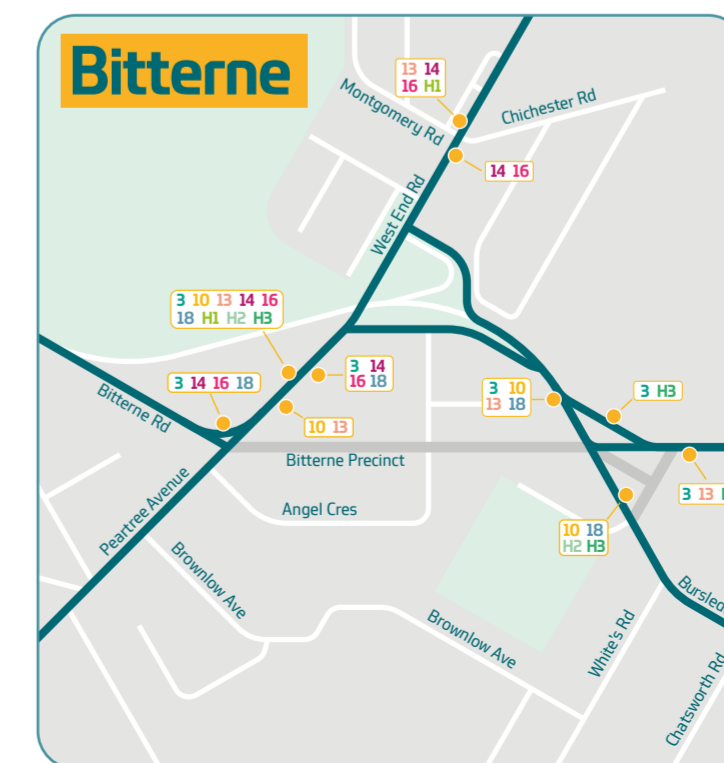 Bitterne
13 14
16 H1
Montgomery Rd
Chichester Rd
14 16
West End Rd
3 10 13 14 16
18 H1 H2 H3
3 14
16 18
3 14 16 18
10 13
Bitterne Rd
3 10
13 18
3 H3
Bitterne Precinct
3 13
Peartree Avenue
Angel Cres
10 18
H2 H3
Brownlow Ave
Brownlow Ave
White's Rd
Bursled
Chatsworth Rd